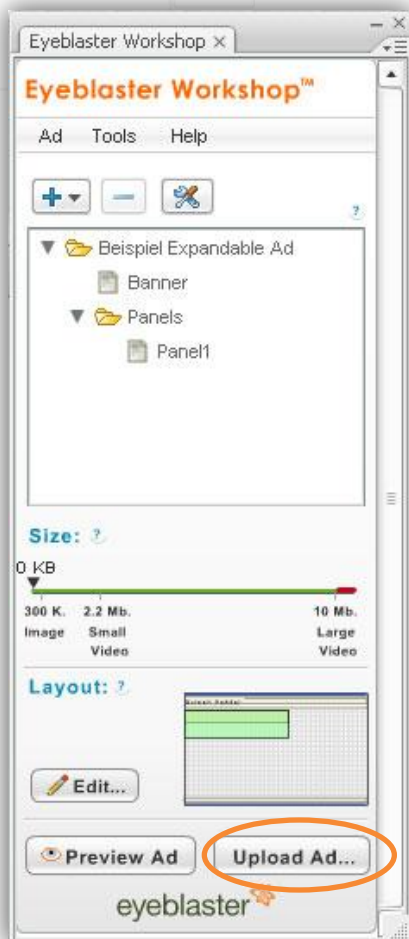 Eyeblaster Workshop
Eyeblaster Workshop™
Ad Tools Help
Beispiel Expandable Ad
Banner
Panels
Panel1
Size: ?
0 KB
300 K. 2.2 Mb. 10 Mb.
Image Small Large
Video Video
Layout: ?
Edit...
Preview Ad Upload Ad...
eyeblaster